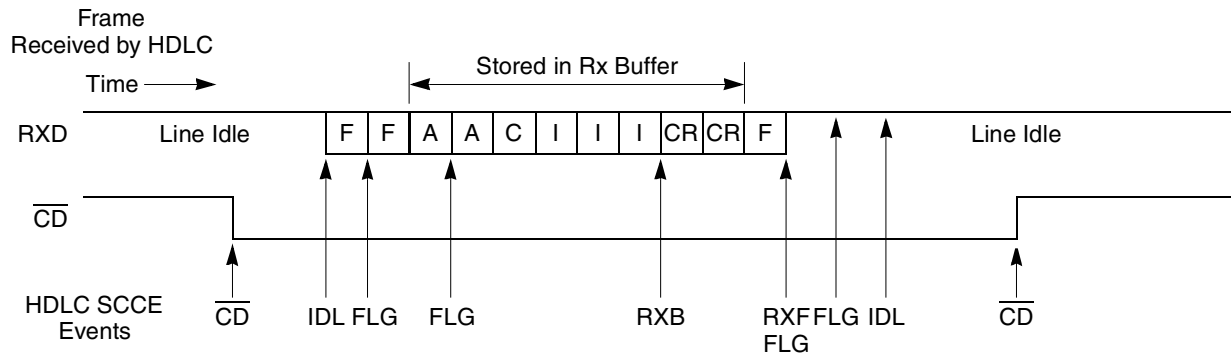 Frame
Received by HDLC
Time
Stored in Rx Buffer
RXD
Line Idle
F F A A C I I I CR CR F
Line Idle
CD
HDLC SCCE
Events
CD
IDL FLG FLG RXB RXF FLG IDL CD
FLG